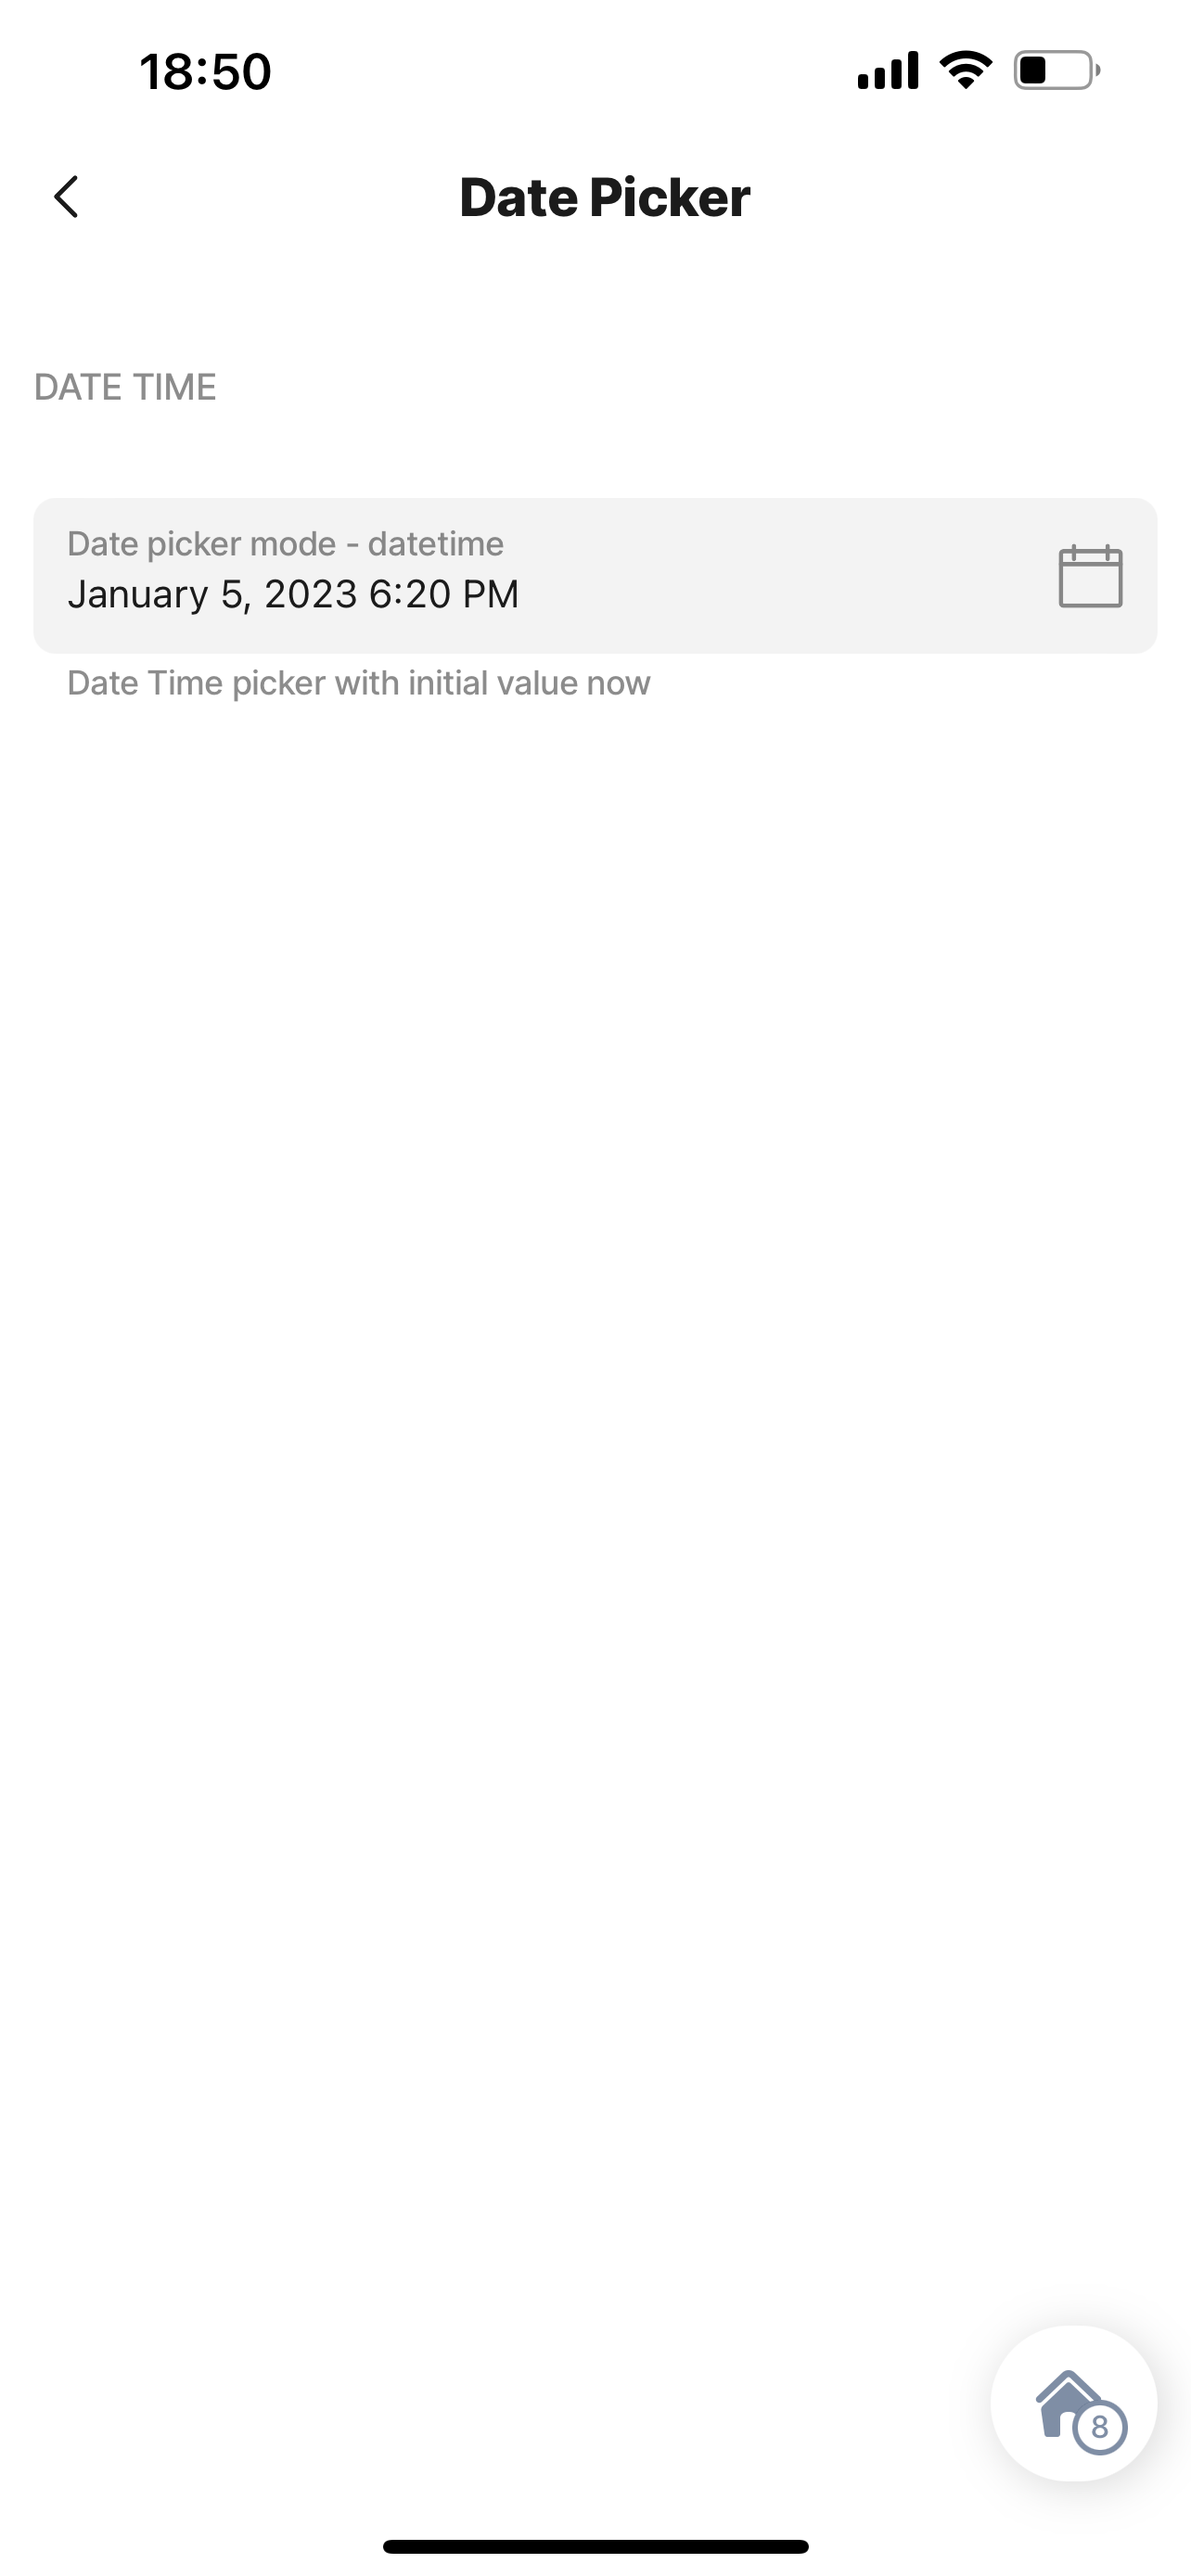 18:50
Date Picker
DATE TIME
Date picker mode - datetime
January 5, 2023 6:20 PM
Date Time picker with initial value now
8